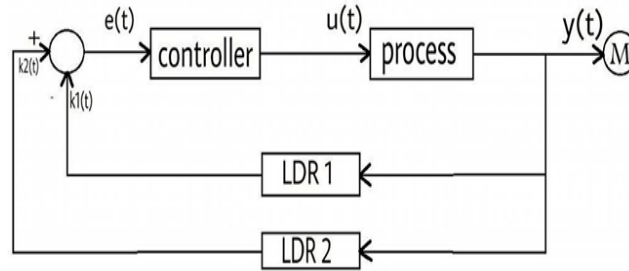 e(t)
u(t)
y(t)
+
k2(t)
controller
process
M
-
k1(t)
LDR 1
LDR 2